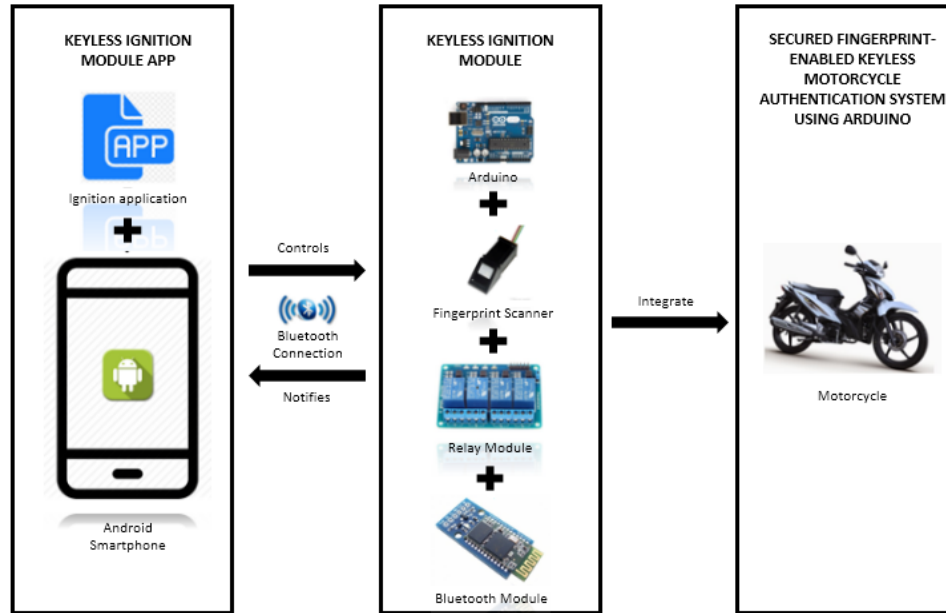 KEYLESS IGNITION
MODULE APP
APP
Ignition application
Android
Smartphone
Controls
Bluetooth
Connection
Notifies
KEYLESS IGNITION
MODULE
Arduino
Fingerprint Scanner
Relay Module
Bluetooth Module
Integrate
SECURED FINGERPRINT-
ENABLED KEYLESS
MOTORCYCLE
AUTHENTICATION SYSTEM
USING ARDUINO
Motorcycle